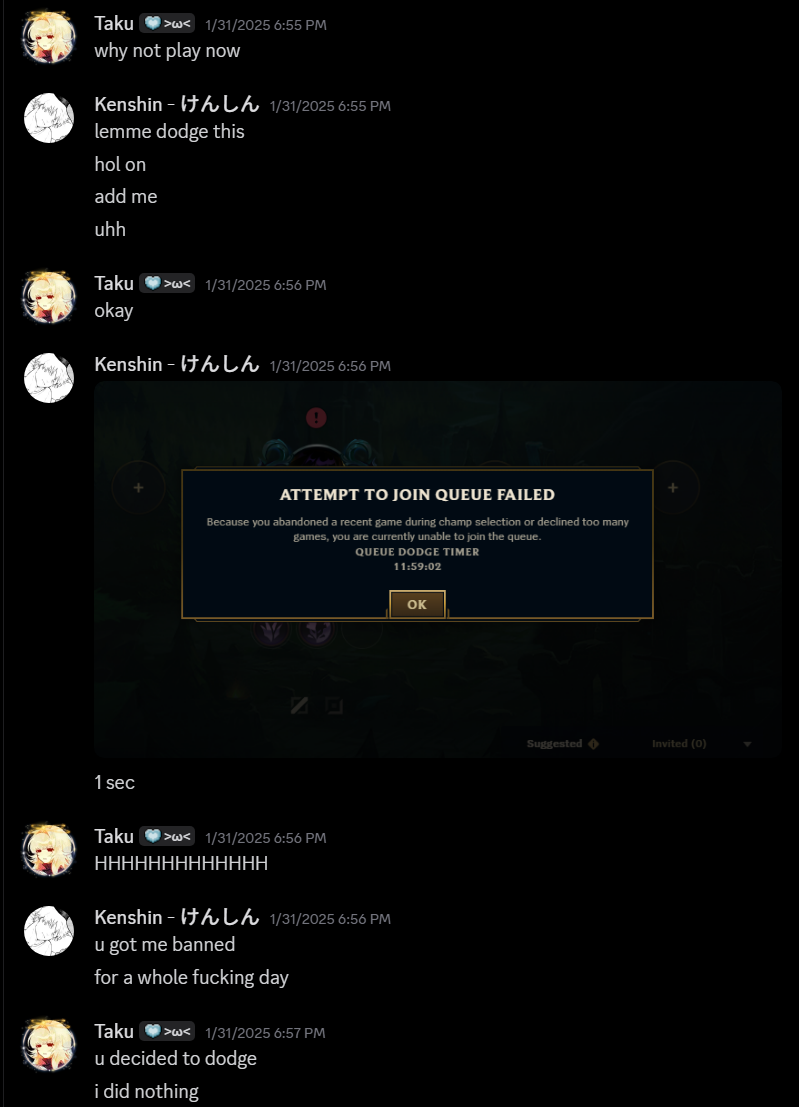 Taku 🩵 >ω< 1/31/2025 6:55 PM
why not play now
Kenshin - けんしん 1/31/2025 6:55 PM
lemme dodge this
hol on
add me
uhh
Taku 🩵 >ω< 1/31/2025 6:56 PM
okay
Kenshin - けんしん 1/31/2025 6:56 PM
ATTEMPT TO JOIN QUEUE FAILED
Because you abandoned a recent game during champ selection or declined too many
games, you are currently unable to join the queue.
QUEUE DODGE TIMER
11:59:02
OK
Suggested Invited (0)
1 sec
Taku 🩵 >ω< 1/31/2025 6:56 PM
HHHHHHHHHHHHH
Kenshin - けんしん 1/31/2025 6:56 PM
u got me banned
for a whole fucking day
Taku 🩵 >ω< 1/31/2025 6:57 PM
u decided to dodge
i did nothing